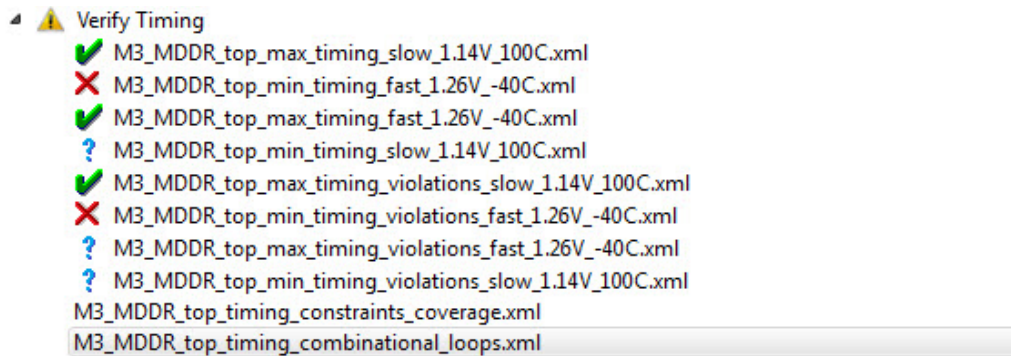 Verify Timing
M3_MDDR_top_max_timing_slow_1.14V_100C.xml
M3_MDDR_top_min_timing_fast_1.26V_-40C.xml
M3_MDDR_top_max_timing_fast_1.26V_-40C.xml
M3_MDDR_top_min_timing_slow_1.14V_100C.xml
M3_MDDR_top_max_timing_violations_slow_1.14V_100C.xml
M3_MDDR_top_min_timing_violations_fast_1.26V_-40C.xml
M3_MDDR_top_max_timing_violations_fast_1.26V_-40C.xml
M3_MDDR_top_min_timing_violations_slow_1.14V_100C.xml
M3_MDDR_top_timing_constraints_coverage.xml
M3_MDDR_top_timing_combinational_loops.xml